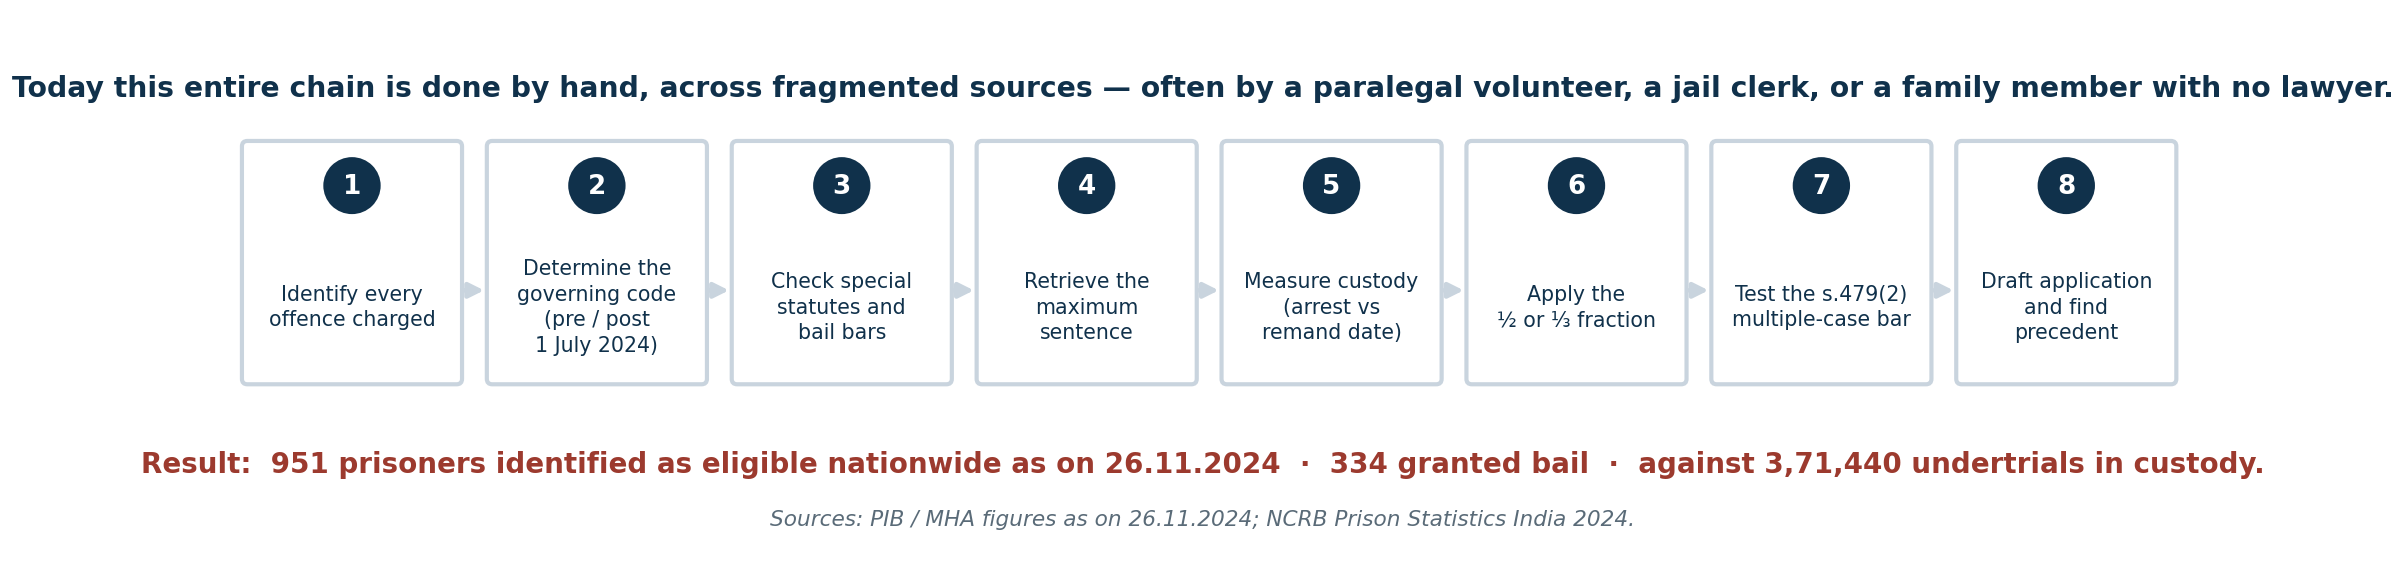 Today this entire chain is done by hand, across fragmented sources — often by a paralegal volunteer, a jail clerk, or a family member with no lawyer.
1
Identify every
offence charged
2
Determine the
governing code
(pre / post
1 July 2024)
3
Check special
statutes and
bail bars
4
Retrieve the
maximum
sentence
5
Measure custody
(arrest vs
remand date)
6
Apply the
½ or ⅓ fraction
7
Test the s.479(2)
multiple-case bar
8
Draft application
and find
precedent
Result:  951 prisoners identified as eligible nationwide as on 26.11.2024  ·  334 granted bail  ·  against 3,71,440 undertrials in custody.
Sources: PIB / MHA figures as on 26.11.2024; NCRB Prison Statistics India 2024.